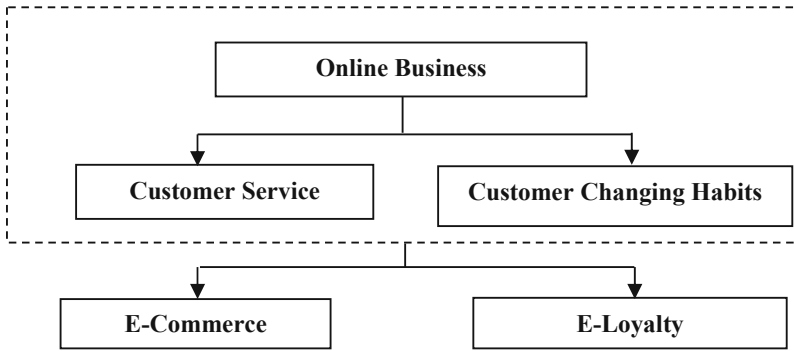 Online Business
Customer Service
Customer Changing Habits
E-Commerce
E-Loyalty